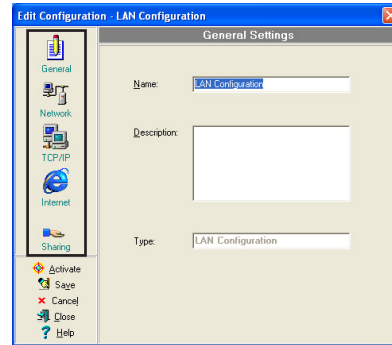 Edit Configuration - LAN Configuration
General Settings
General
Network
TCP/IP
Internet
Sharing
Activate
Save
Cancel
Close
Help
Name:
LAN Configuration
Description:
Type:
LAN Configuration